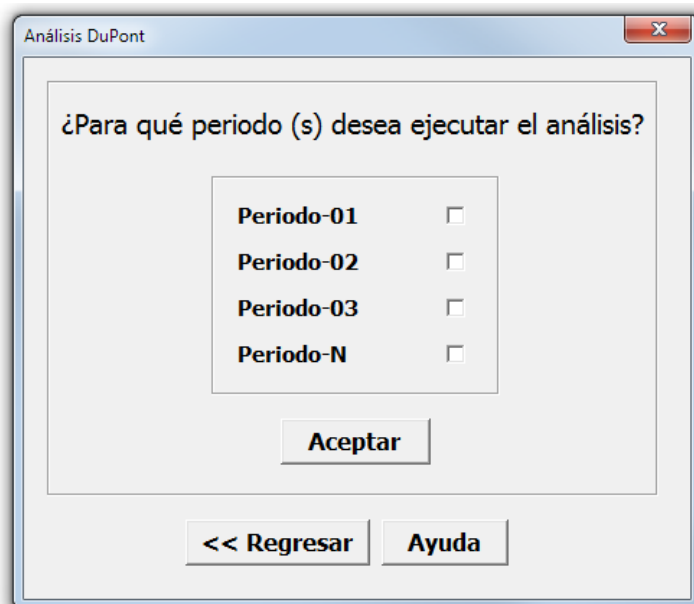 Análisis DuPont
¿Para qué periodo (s) desea ejecutar el análisis?
Periodo-01
Periodo-02
Periodo-03
Periodo-N
Aceptar
<< Regresar Ayuda